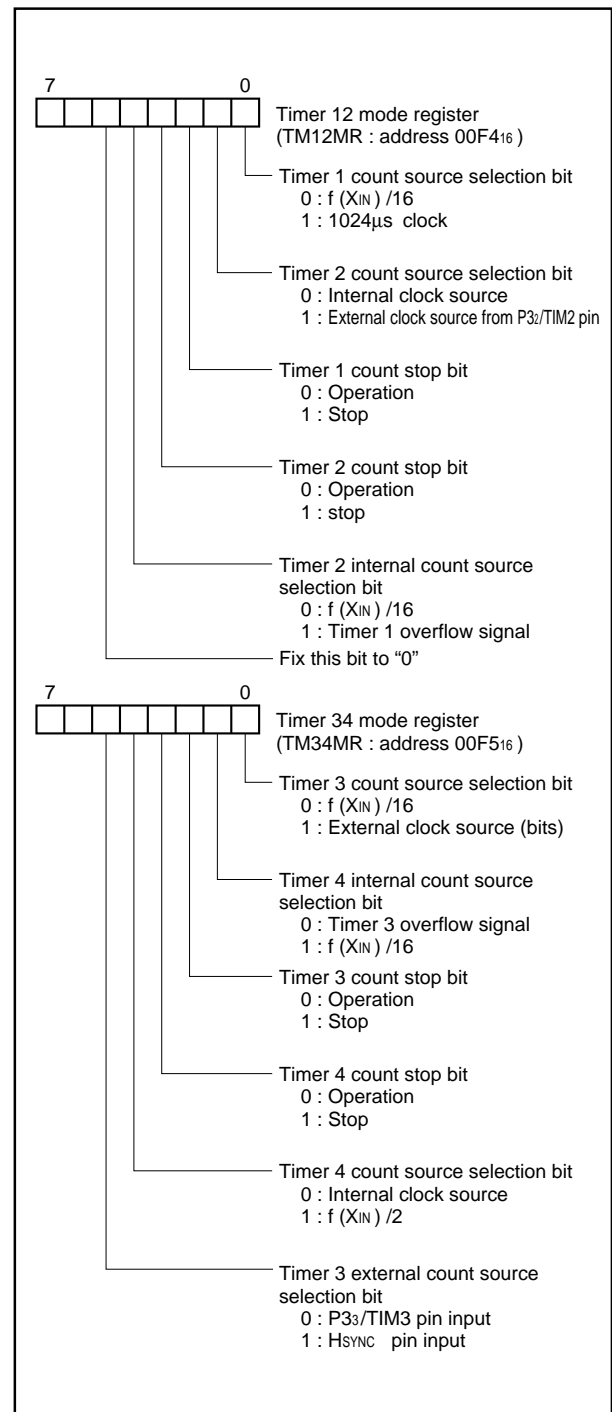 7 0
Timer 12 mode register
(TM12MR : address 00F416 )
Timer 1 count source selection bit
0 : f (XIN ) /16
1 : 1024μs clock
Timer 2 count source selection bit
0 : Internal clock source
1 : External clock source from P32/TIM2 pin
Timer 1 count stop bit
0 : Operation
1 : Stop
Timer 2 count stop bit
0 : Operation
1 : stop
Timer 2 internal count source
selection bit
0 : f (XIN ) /16
1 : Timer 1 overflow signal
Fix this bit to “0”
7 0
Timer 34 mode register
(TM34MR : address 00F516 )
Timer 3 count source selection bit
0 : f (XIN ) /16
1 : External clock source (bits)
Timer 4 internal count source
selection bit
0 : Timer 3 overflow signal
1 : f (XIN ) /16
Timer 3 count stop bit
0 : Operation
1 : Stop
Timer 4 count stop bit
0 : Operation
1 : Stop
Timer 4 count source selection bit
0 : Internal clock source
1 : f (XIN ) /2
Timer 3 external count source
selection bit
0 : P33/TIM3 pin input
1 : HSYNC pin input